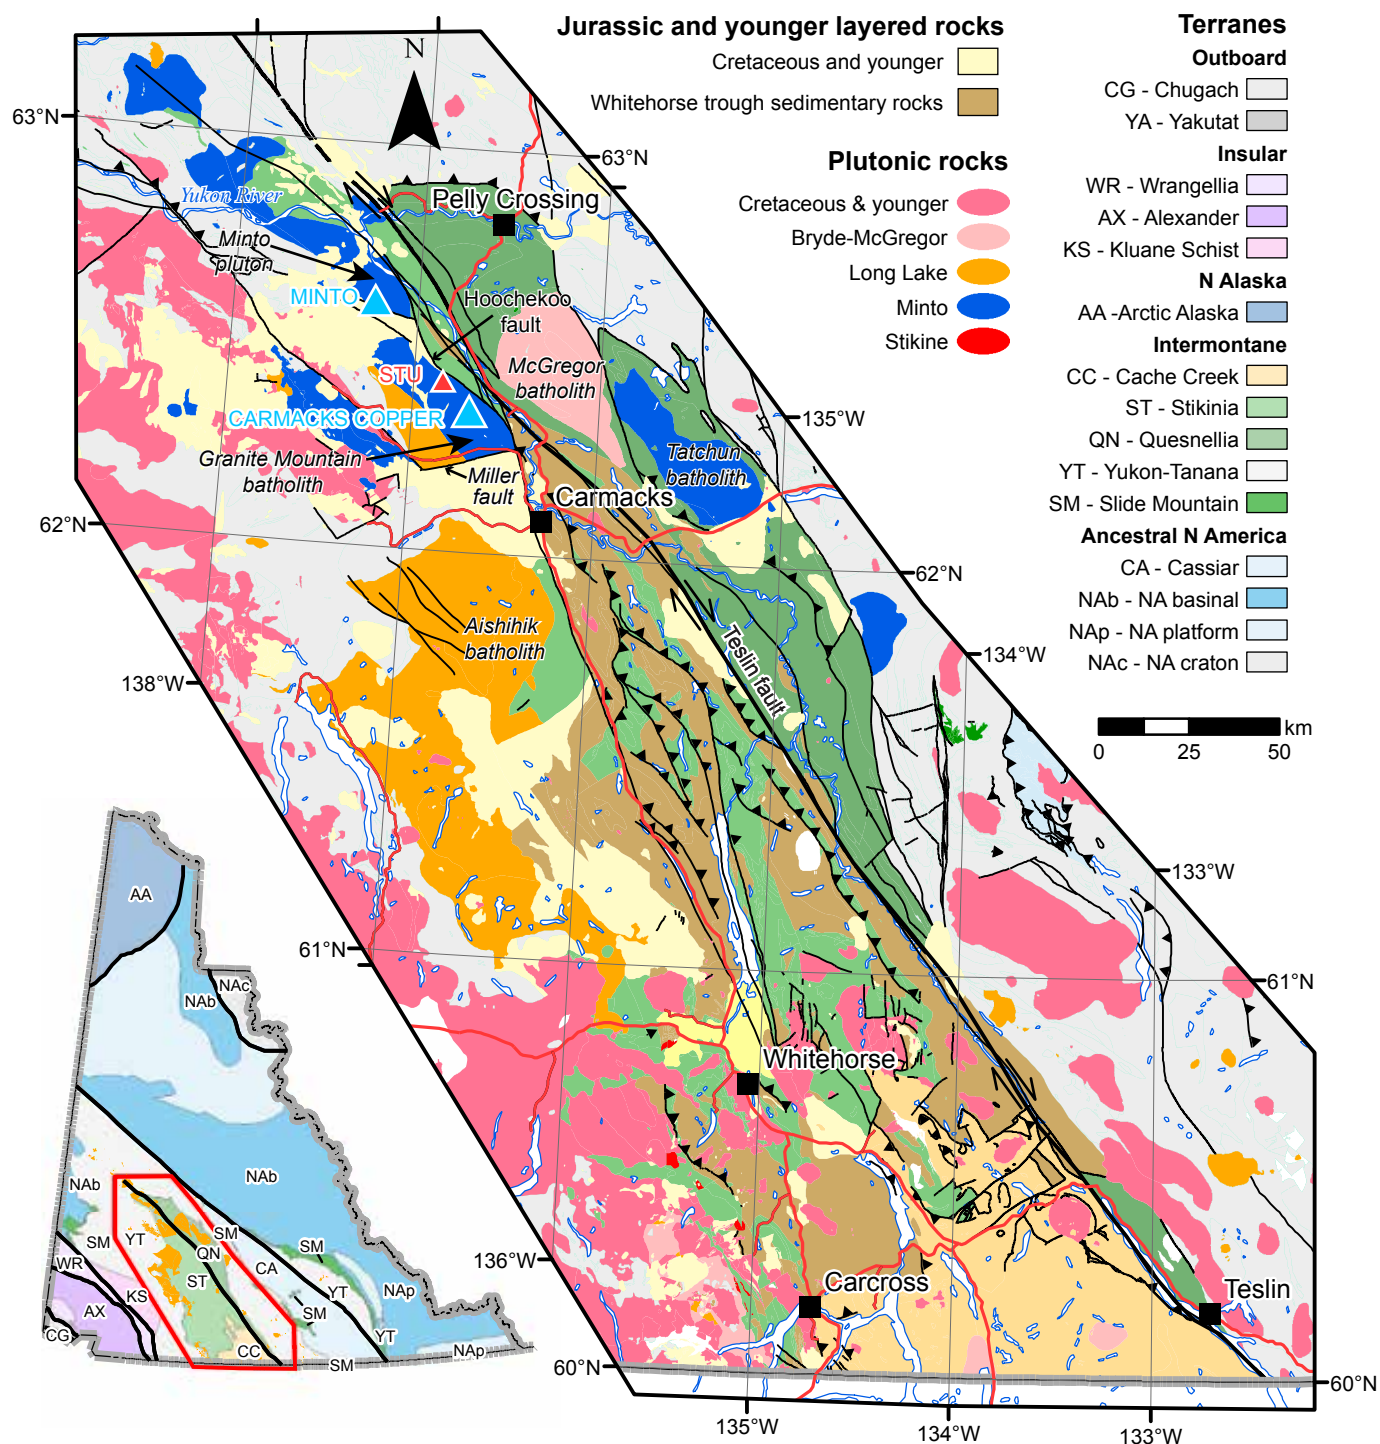 Jurassic and younger layered rocks
Cretaceous and younger
Whitehorse trough sedimentary rocks
Plutonic rocks
Cretaceous & younger
Bryde-McGregor
Long Lake
Minto
Stikine
Terranes
Outboard
CG - Chugach
YA - Yakutat
Insular
WR - Wrangellia
AX - Alexander
KS - Kluane Schist
N Alaska
AA -Arctic Alaska
Intermontane
CC - Cache Creek
ST - Stikinia
QN - Quesnellia
YT - Yukon-Tanana
SM - Slide Mountain
Ancestral N America
CA - Cassiar
NAb - NA basinal
NAp - NA platform
NAc - NA craton
km
0
25
50
N
63°N
63°N
Pelly Crossing
Yukon River
Minto
pluton
MINTO
Hoochekoo
fault
McGregor
batholith
STU
CARMACKS COPPER
135°W
Granite Mountain
batholith
Miller
fault
Tatchun
batholith
Carmacks
62°N
62°N
Aishihik
batholith
Teslin fault
134°W
138°W
133°W
61°N
61°N
Whitehorse
136°W
Carcross
Teslin
60°N
60°N
135°W
134°W
133°W
AA
NAb
NAc
NAb
NAb
SM
YT
SM
WR
QN
ST
CA
SM
YT
NAp
KS
AX
SM
CG
CC
YT
SM
NAp